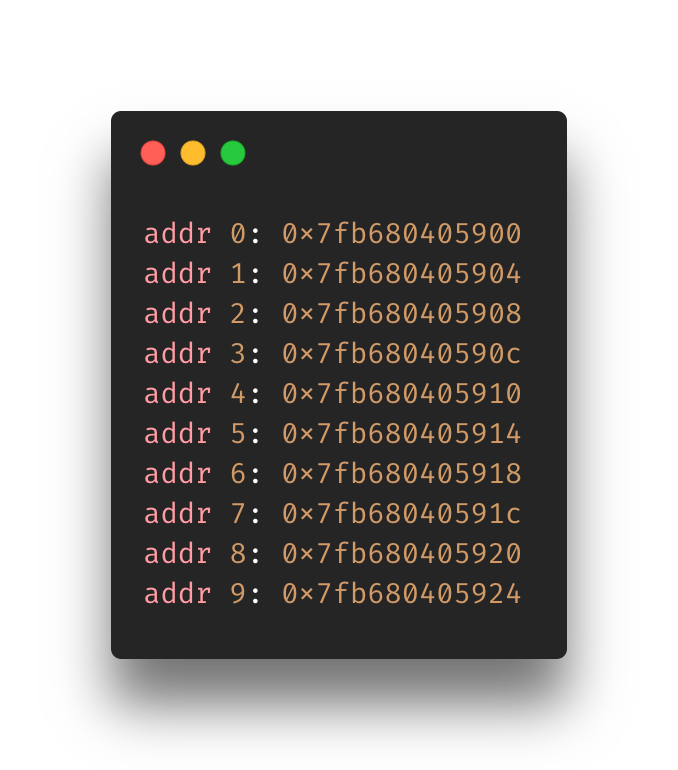 addr 0: 0x7fb680405900
addr 1: 0x7fb680405904
addr 2: 0x7fb680405908
addr 3: 0x7fb68040590c
addr 4: 0x7fb680405910
addr 5: 0x7fb680405914
addr 6: 0x7fb680405918
addr 7: 0x7fb68040591c
addr 8: 0x7fb680405920
addr 9: 0x7fb680405924